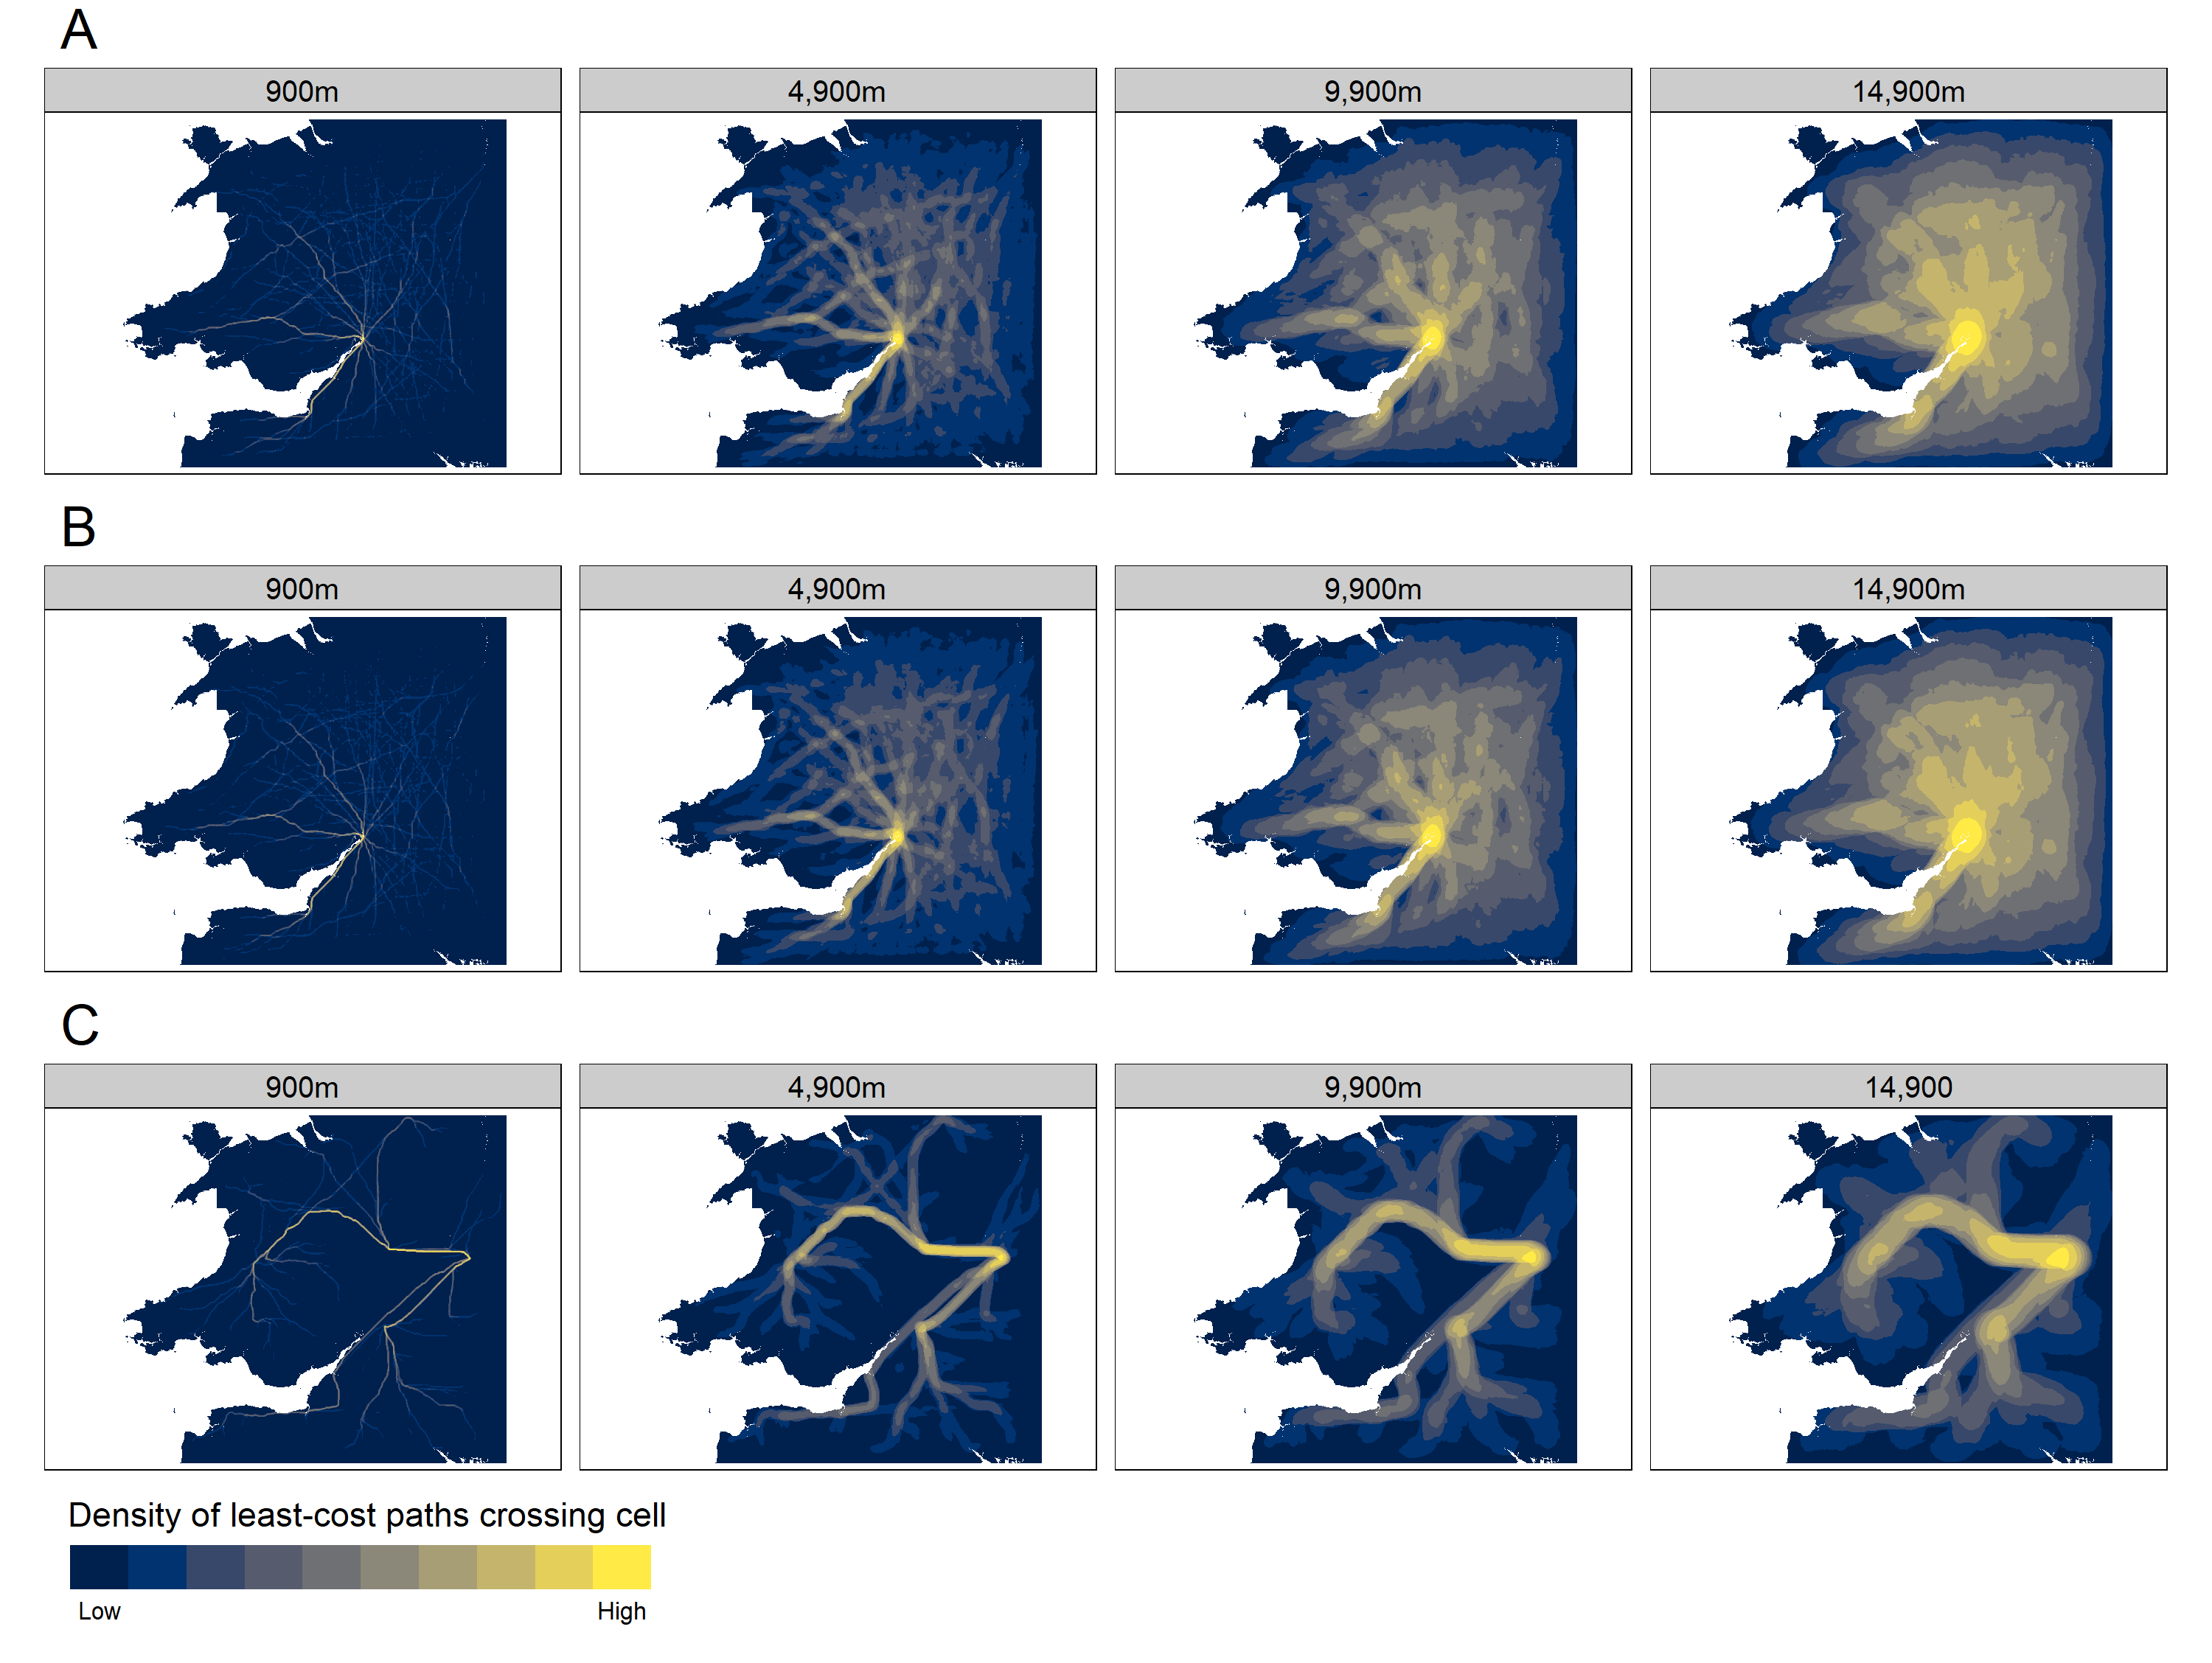 A
900m 4,900m 9,900m 14,900m
B
900m 4,900m 9,900m 14,900m
C
900m 4,900m 9,900m 14,900
Density of least-cost paths crossing cell
Low High